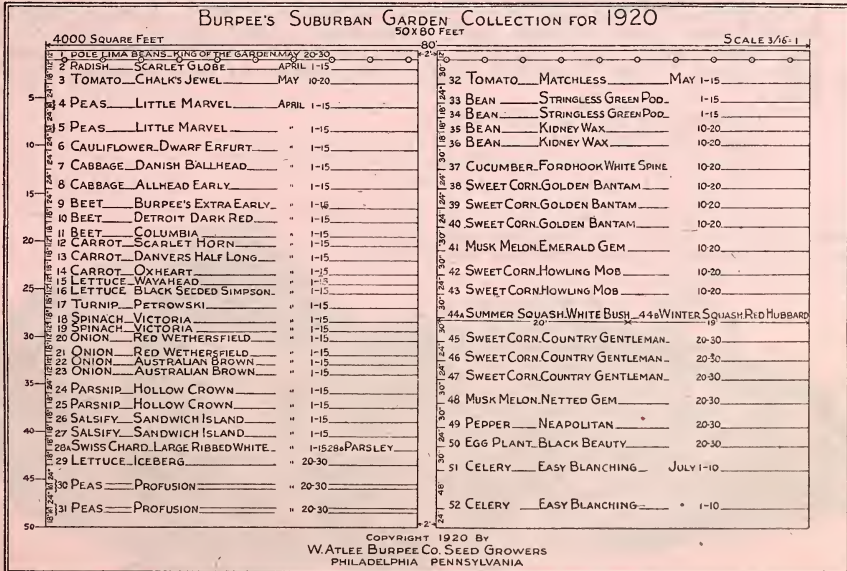 BURPEE'S SUBURBAN GARDEN COLLECTION FOR 1920
50 X 80 FEET
4000 SQUARE FEET
80'
SCALE 3/16=1
1 POLE LIMA BEANS_KING OF THE GARDEN_MAY 20-30
2 RADISH SCARLET GLOBE APRIL 1-15
3 TOMATO CHALK'S JEWEL MAY 10-20
4 PEAS LITTLE MARVEL APRIL 1-15
5 PEAS LITTLE MARVEL " 1-15
6 CAULIFLOWER DWARF ERFURT " 1-15
7 CABBAGE DANISH BALLHEAD " 1-15
8 CABBAGE ALLHEAD EARLY " 1-15
9 BEET BURPEE'S EXTRA EARLY " 1-15
10 BEET DETROIT DARK RED " 1-15
11 BEET COLUMBIA " 1-15
12 CARROT SCARLET HORN " 1-15
13 CARROT DANVERS HALF LONG " 1-15
14 CARROT OXHEART " 1-15
15 LETTUCE WAYAHEAD " 1-15
16 LETTUCE BLACK SEEDED SIMPSON " 1-15
17 TURNIP PETROWSKI " 1-15
18 SPINACH VICTORIA " 1-15
19 SPINACH VICTORIA " 1-15
20 ONION RED WETHERSFIELD " 1-15
21 ONION RED WETHERSFIELD " 1-15
22 ONION AUSTRALIAN BROWN " 1-15
23 ONION AUSTRALIAN BROWN " 1-15
24 PARSNIP HOLLOW CROWN " 1-15
25 PARSNIP HOLLOW CROWN " 1-15
26 SALSIFY SANDWICH ISLAND " 1-15
27 SALSIFY SANDWICH ISLAND " 1-15
28A SWISS CHARD LARGE RIBBED WHITE " 1-15 28B PARSLEY
29 LETTUCE ICEBERG " 20-30
30 PEAS PROFUSION " 20-30
31 PEAS PROFUSION " 20-30
32 TOMATO MATCHLESS MAY 1-15
33 BEAN STRINGLESS GREEN POD 1-15
34 BEAN STRINGLESS GREEN POD 1-15
35 BEAN KIDNEY WAX 10-20
36 BEAN KIDNEY WAX 10-20
37 CUCUMBER FORDHOOK WHITE SPINE 10-20
38 SWEET CORN GOLDEN BANTAM 10-20
39 SWEET CORN GOLDEN BANTAM 10-20
40 SWEET CORN GOLDEN BANTAM 10-20
41 MUSK MELON EMERALD GEM 10-20
42 SWEET CORN HOWLING MOB 10-20
43 SWEET CORN HOWLING MOB 10-20
44A SUMMER SQUASH WHITE BUSH 44B WINTER SQUASH RED HUBBARD
20' 19'
45 SWEET CORN COUNTRY GENTLEMAN 20-30
46 SWEET CORN COUNTRY GENTLEMAN 20-30
47 SWEET CORN COUNTRY GENTLEMAN 20-30
48 MUSK MELON NETTED GEM 20-30
49 PEPPER NEAPOLITAN 20-30
50 EGG PLANT BLACK BEAUTY 20-30
51 CELERY EASY BLANCHING JULY 1-10
52 CELERY EASY BLANCHING " 1-10
5
10
15
20
25
30
35
40
45
50
2'
2'
COPYRIGHT 1920 BY
W. ATLEE BURPEE CO. SEED GROWERS
PHILADELPHIA PENNSYLVANIA